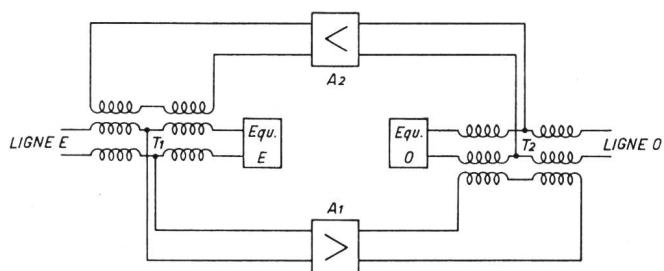 <
A2
LIGNE E
T1
Equ.
E
Equ.
O
T2
LIGNE O
A1
>